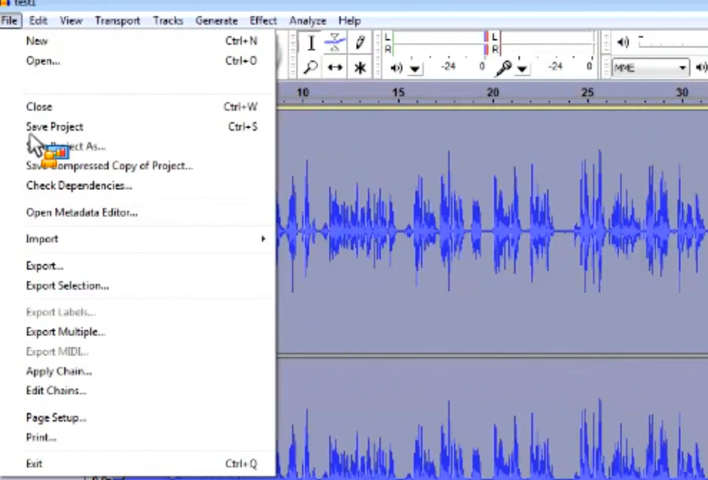 test1
File Edit View Transport Tracks Generate Effect Analyze Help
New Ctrl+N
Open... Ctrl+O
Close Ctrl+W
Save Project Ctrl+S
Project As...
Save Compressed Copy of Project...
Check Dependencies...
Open Metadata Editor...
Import
Export...
Export Selection...
Export Labels...
Export Multiple...
Export MIDI...
Apply Chain...
Edit Chains...
Page Setup...
Print...
Exit Ctrl+Q
L R L R
-24 0 -24 0
MME
10 15 20 25 30